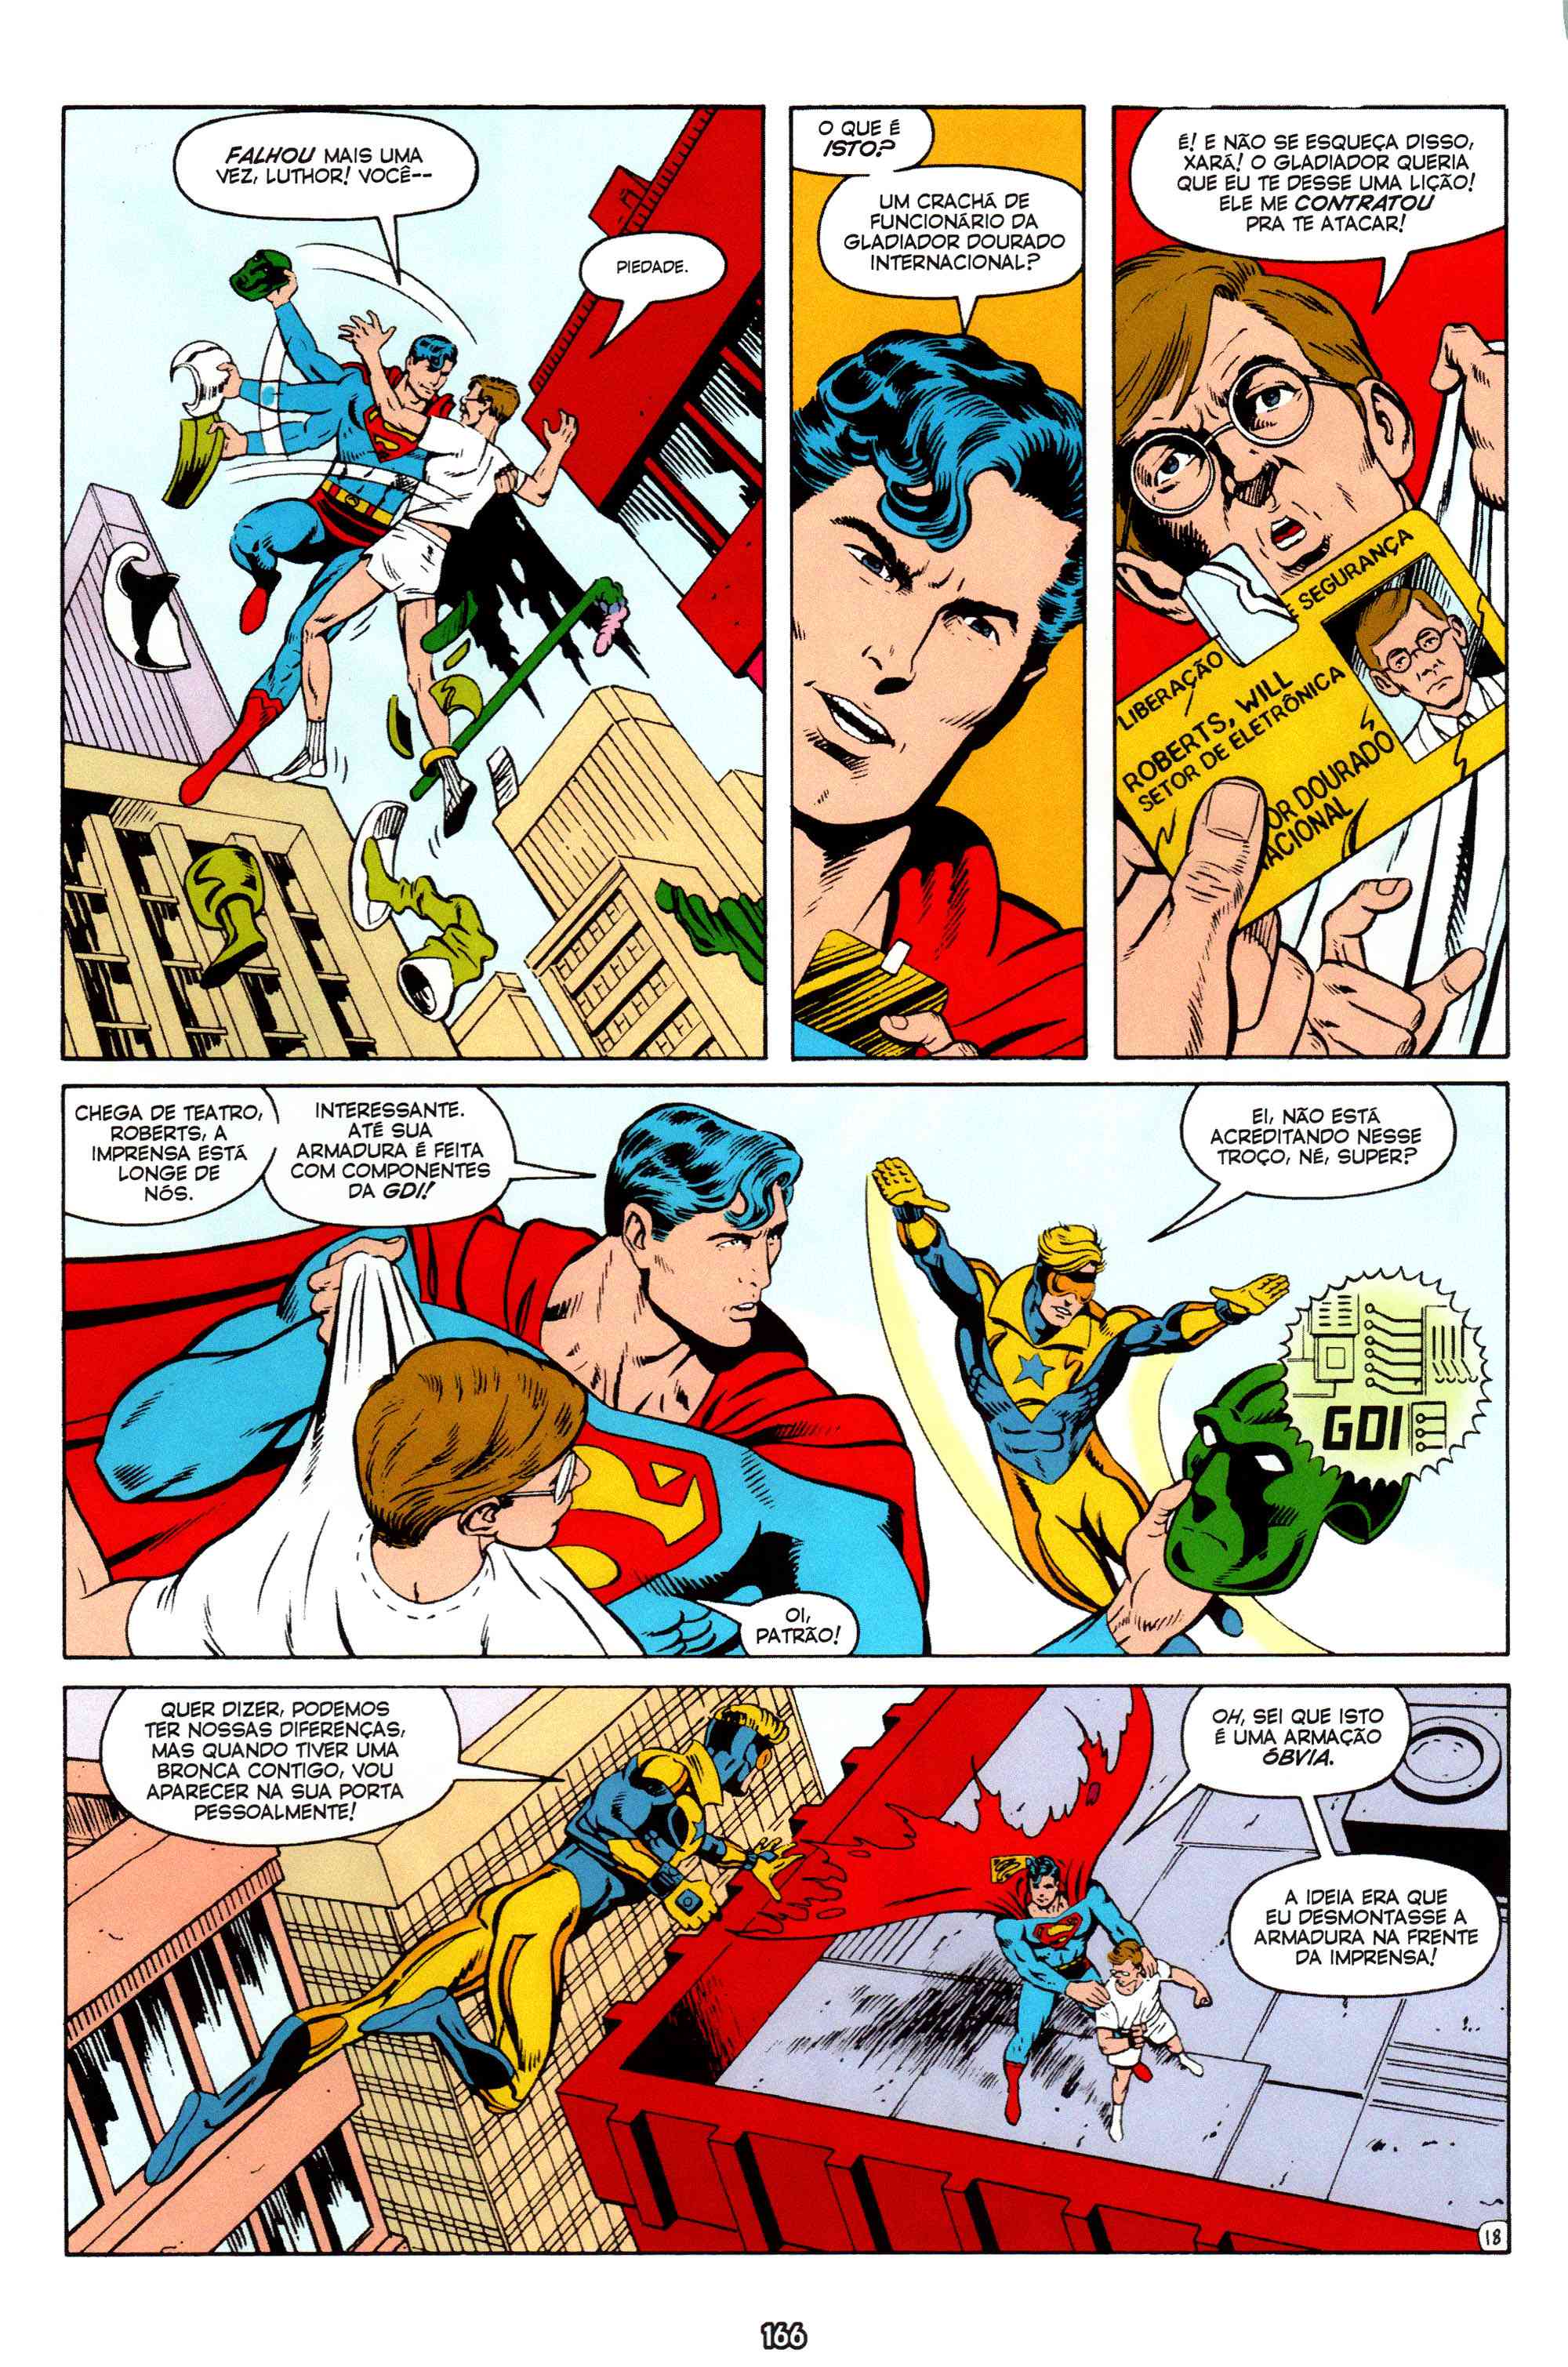 FALHOU MAIS UMA
VEZ, LUTHOR! VOCÊ--
PIEDADE.
O QUE É
ISTO?
UM CRACHÁ DE
FUNCIONÁRIO DA
GLADIADOR DOURADO
INTERNACIONAL?
É! E NÃO SE ESQUEÇA DISSO,
XARÁ! O GLADIADOR QUERIA
QUE EU TE DESSE UMA LIÇÃO!
ELE ME CONTRATOU
PRA TE ATACAR!
LIBERAÇÃO E SEGURANÇA
ROBERTS, WILL
SETOR DE ELETRÔNICA
OR DOURADO
NACIONAL
CHEGA DE TEATRO,
ROBERTS, A
IMPRENSA ESTÁ
LONGE DE
NÓS.
INTERESSANTE.
ATÉ SUA
ARMADURA É FEITA
COM COMPONENTES
DA GDI!
EI, NÃO ESTÁ
ACREDITANDO NESSE
TROÇO, NÉ, SUPER?
GDI
OI,
PATRÃO!
QUER DIZER, PODEMOS
TER NOSSAS DIFERENÇAS,
MAS QUANDO TIVER UMA
BRONCA CONTIGO, VOU
APARECER NA SUA PORTA
PESSOALMENTE!
OH, SEI QUE ISTO
É UMA ARMAÇÃO
ÓBVIA.
A IDEIA ERA QUE
EU DESMONTASSE A
ARMADURA NA FRENTE
DA IMPRENSA!
18
166